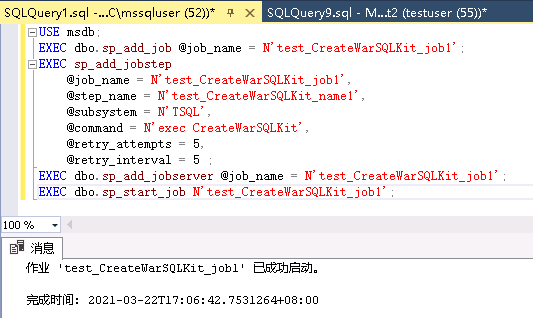 SQLQuery1.sql -...C\mssqluser (52))*
SQLQuery9.sql - M...t2 (testuser (55))*
USE msdb;
EXEC dbo.sp_add_job @job_name = N'test_CreateWarSQLKit_job1';
EXEC sp_add_jobstep
@job_name = N'test_CreateWarSQLKit_job1',
@step_name = N'test_CreateWarSQLKit_name1',
@subsystem = N'TSQL',
@command = N'exec CreateWarSQLKit',
@retry_attempts = 5,
@retry_interval = 5 ;
EXEC dbo.sp_add_jobserver @job_name = N'test_CreateWarSQLKit_job1';
EXEC dbo.sp_start_job N'test_CreateWarSQLKit_job1';
100 %
消息
作业 'test_CreateWarSQLKit_job1' 已成功启动。
完成时间: 2021-03-22T17:06:42.7531264+08:00